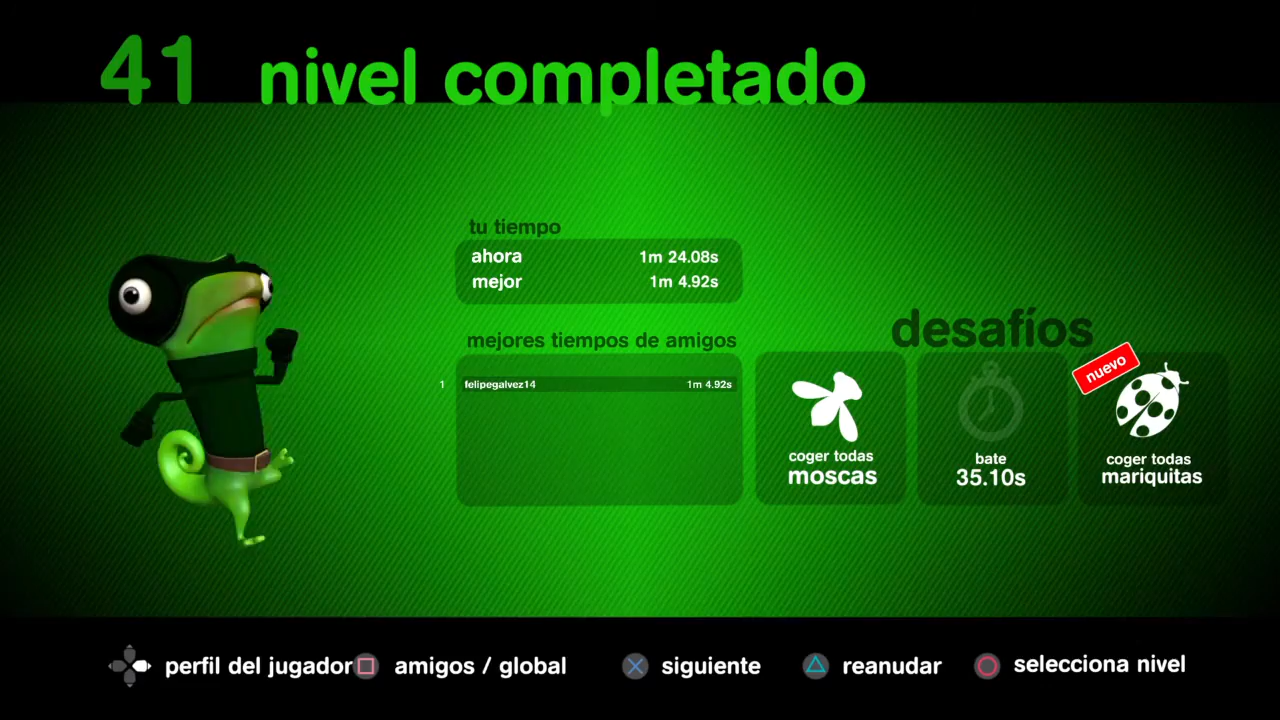 41 nivel completado
tu tiempo
ahora 1m 24.08s
mejor 1m 4.92s
mejores tiempos de amigos
1 felipegalvez14 1m 4.92s
desafíos
coger todas
moscas
bate
35.10s
nuevo
coger todas
mariquitas
perfil del jugador amigos / global siguiente reanudar selecciona nivel